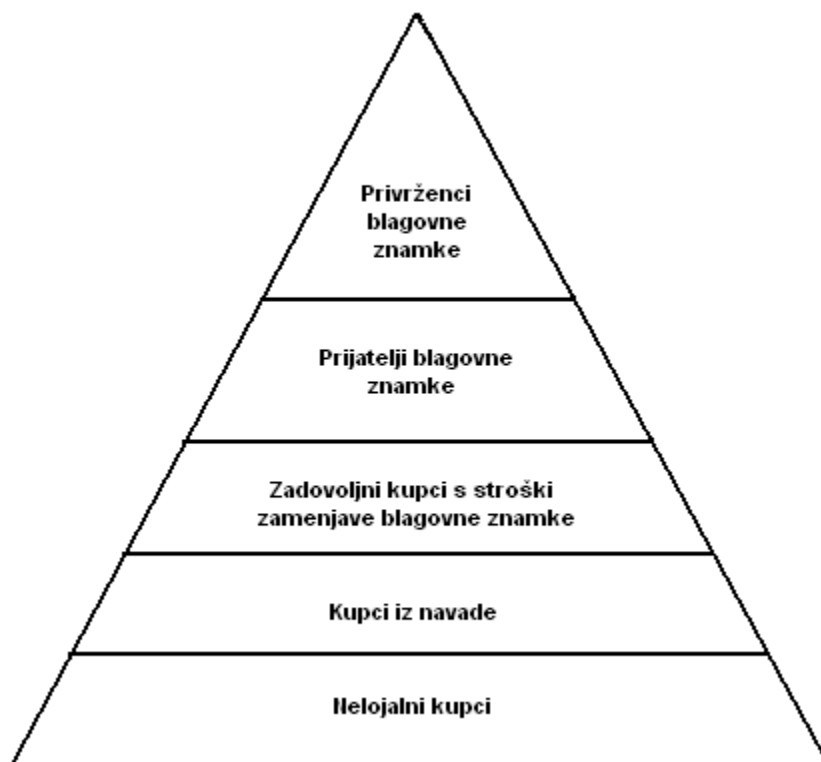 Privrženci
blagovne
znamke
Prijatelji blagovne
znamke
Zadovoljni kupci s stroški
zamenjave blagovne znamke
Kupci iz navade
Nelojalni kupci